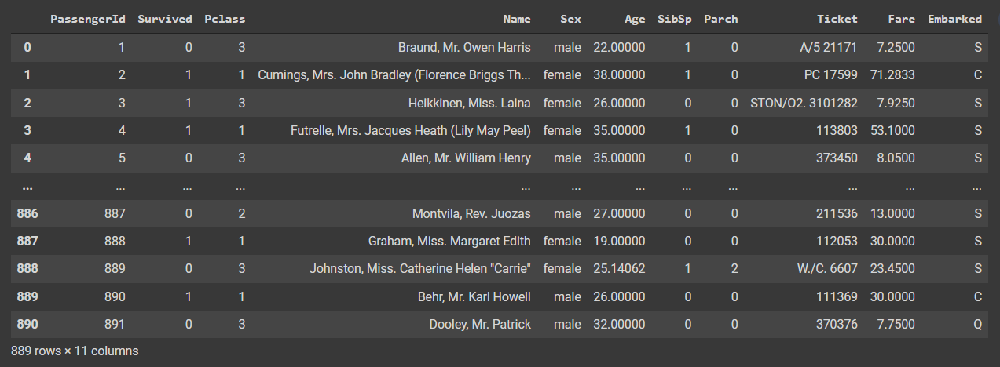 PassengerId Survived Pclass Name Sex Age SibSp Parch Ticket Fare Embarked
0 1 0 3 Braund, Mr. Owen Harris male 22.00000 1 0 A/5 21171 7.2500 S
1 2 1 1 Cumings, Mrs. John Bradley (Florence Briggs Th... female 38.00000 1 0 PC 17599 71.2833 C
2 3 1 3 Heikkinen, Miss. Laina female 26.00000 0 0 STON/O2. 3101282 7.9250 S
3 4 1 1 Futrelle, Mrs. Jacques Heath (Lily May Peel) female 35.00000 1 0 113803 53.1000 S
4 5 0 3 Allen, Mr. William Henry male 35.00000 0 0 373450 8.0500 S
... ... ... ... ... ... ... ... ... ... ... ...
886 887 0 2 Montvila, Rev. Juozas male 27.00000 0 0 211536 13.0000 S
887 888 1 1 Graham, Miss. Margaret Edith female 19.00000 0 0 112053 30.0000 S
888 889 0 3 Johnston, Miss. Catherine Helen "Carrie" female 25.14062 1 2 W./C. 6607 23.4500 S
889 890 1 1 Behr, Mr. Karl Howell male 26.00000 0 0 111369 30.0000 C
890 891 0 3 Dooley, Mr. Patrick male 32.00000 0 0 370376 7.7500 Q
889 rows × 11 columns